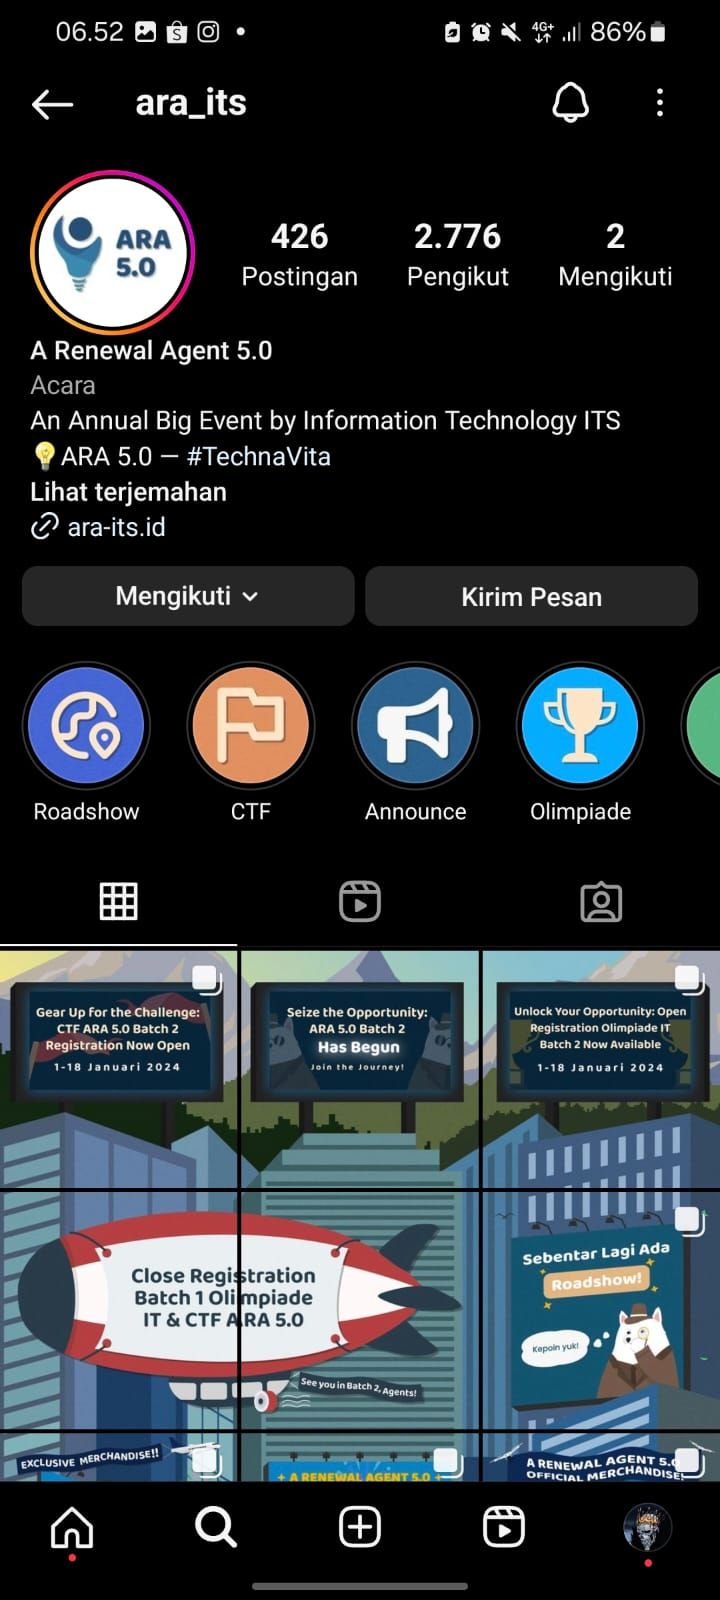 06.52
4G+
86%
ara_its
ARA
5.0
426
Postingan
2.776
Pengikut
2
Mengikuti
A Renewal Agent 5.0
Acara
An Annual Big Event by Information Technology ITS
💡ARA 5.0 — #TechnaVita
Lihat terjemahan
ara-its.id
Mengikuti
Kirim Pesan
Roadshow
CTF
Announce
Olimpiade
Gear Up for the Challenge:
CTF ARA 5.0 Batch 2
Registration Now Open
1-18 Januari 2024
Seize the Opportunity:
ARA 5.0 Batch 2
Has Begun
Join the Journey!
Unlock Your Opportunity: Open
Registration Olimpiade IT
Batch 2 Now Available
1-18 Januari 2024
Close Registration
Batch 1 Olimpiade
IT & CTF ARA 5.0
See you in Batch 2, Agents!
Sebentar Lagi Ada
Roadshow!
Kepoin yuk!
EXCLUSIVE MERCHANDISE!!
A RENEWAL AGENT 5.0
A RENEWAL AGENT 5.0
OFFICIAL MERCHANDISE!